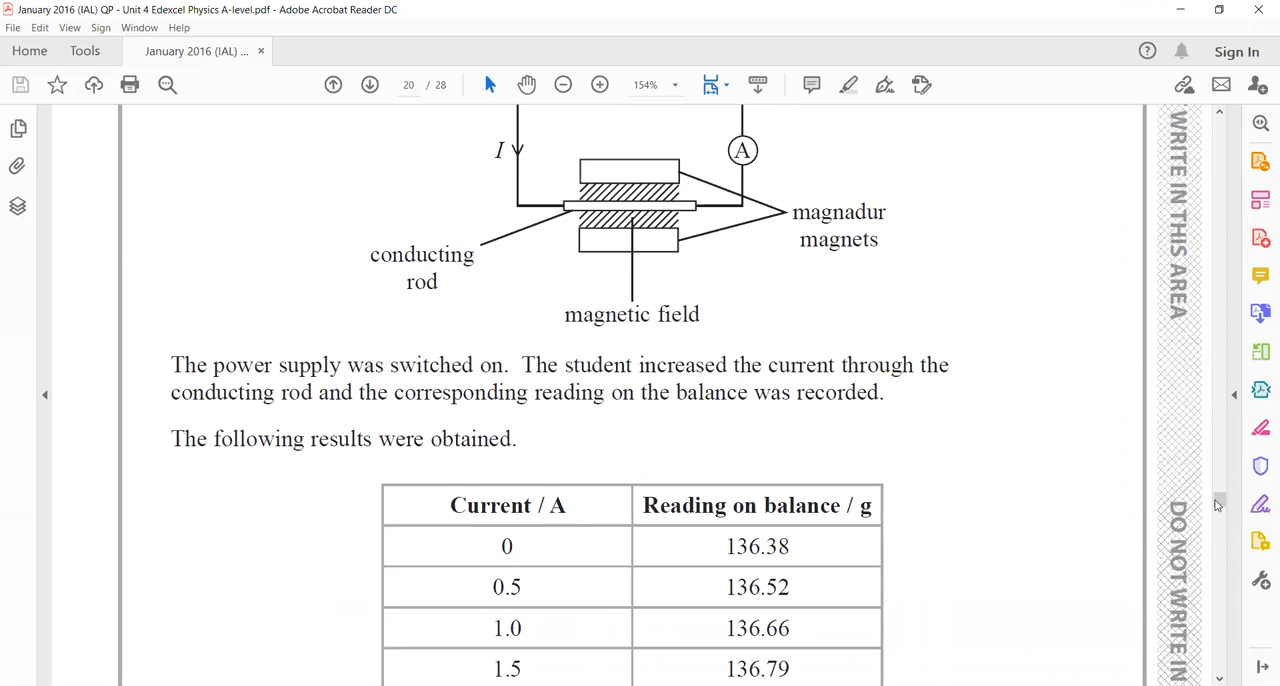 January 2016 (IAL) QP - Unit 4 Edexcel Physics A-level.pdf - Adobe Acrobat Reader DC
File Edit View Sign Window Help
Home Tools January 2016 (IAL) ... × Sign In
20 / 28 154%
I
A
magnadur
magnets
conducting
rod
magnetic field
The power supply was switched on. The student increased the current through the
conducting rod and the corresponding reading on the balance was recorded.
The following results were obtained.
Current / A Reading on balance / g
0 136.38
0.5 136.52
1.0 136.66
1.5 136.79
WRITE IN THIS AREA
DO NOT WRITE IN